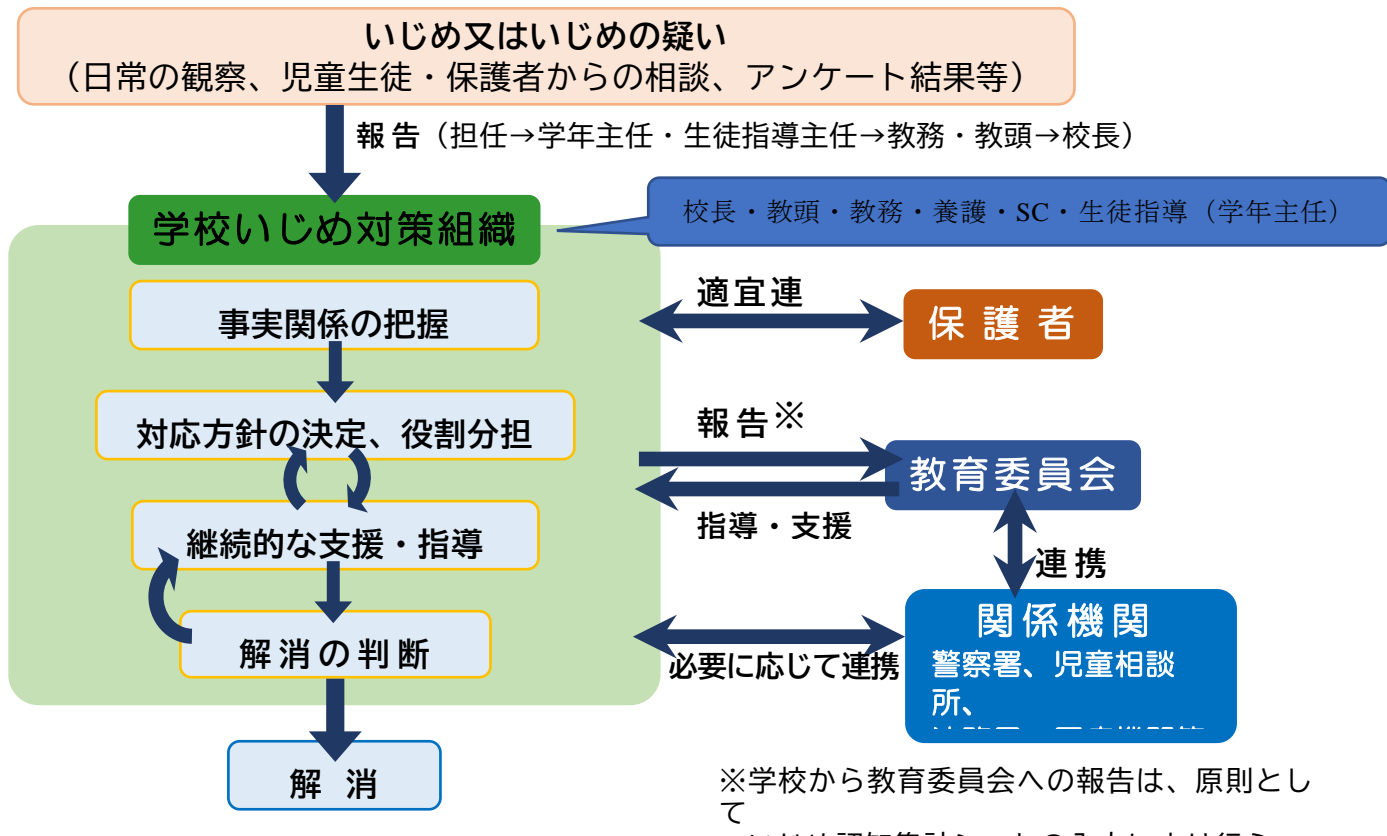 いじめ又はいじめの疑い
（日常の観察、児童生徒・保護者からの相談、アンケート結果等）
報告（担任→学年主任・生徒指導主任→教務・教頭→校長）
学校いじめ対策組織
校長・教頭・教務・養護・SC・生徒指導（学年主任）
事実関係の把握
適宜連
保護者
対応方針の決定、役割分担
報告※
教育委員会
指導・支援
継続的な支援・指導
連携
解消の判断
必要に応じて連携
関係機関
警察署、児童相談
所、
解消
※学校から教育委員会への報告は、原則とし
て